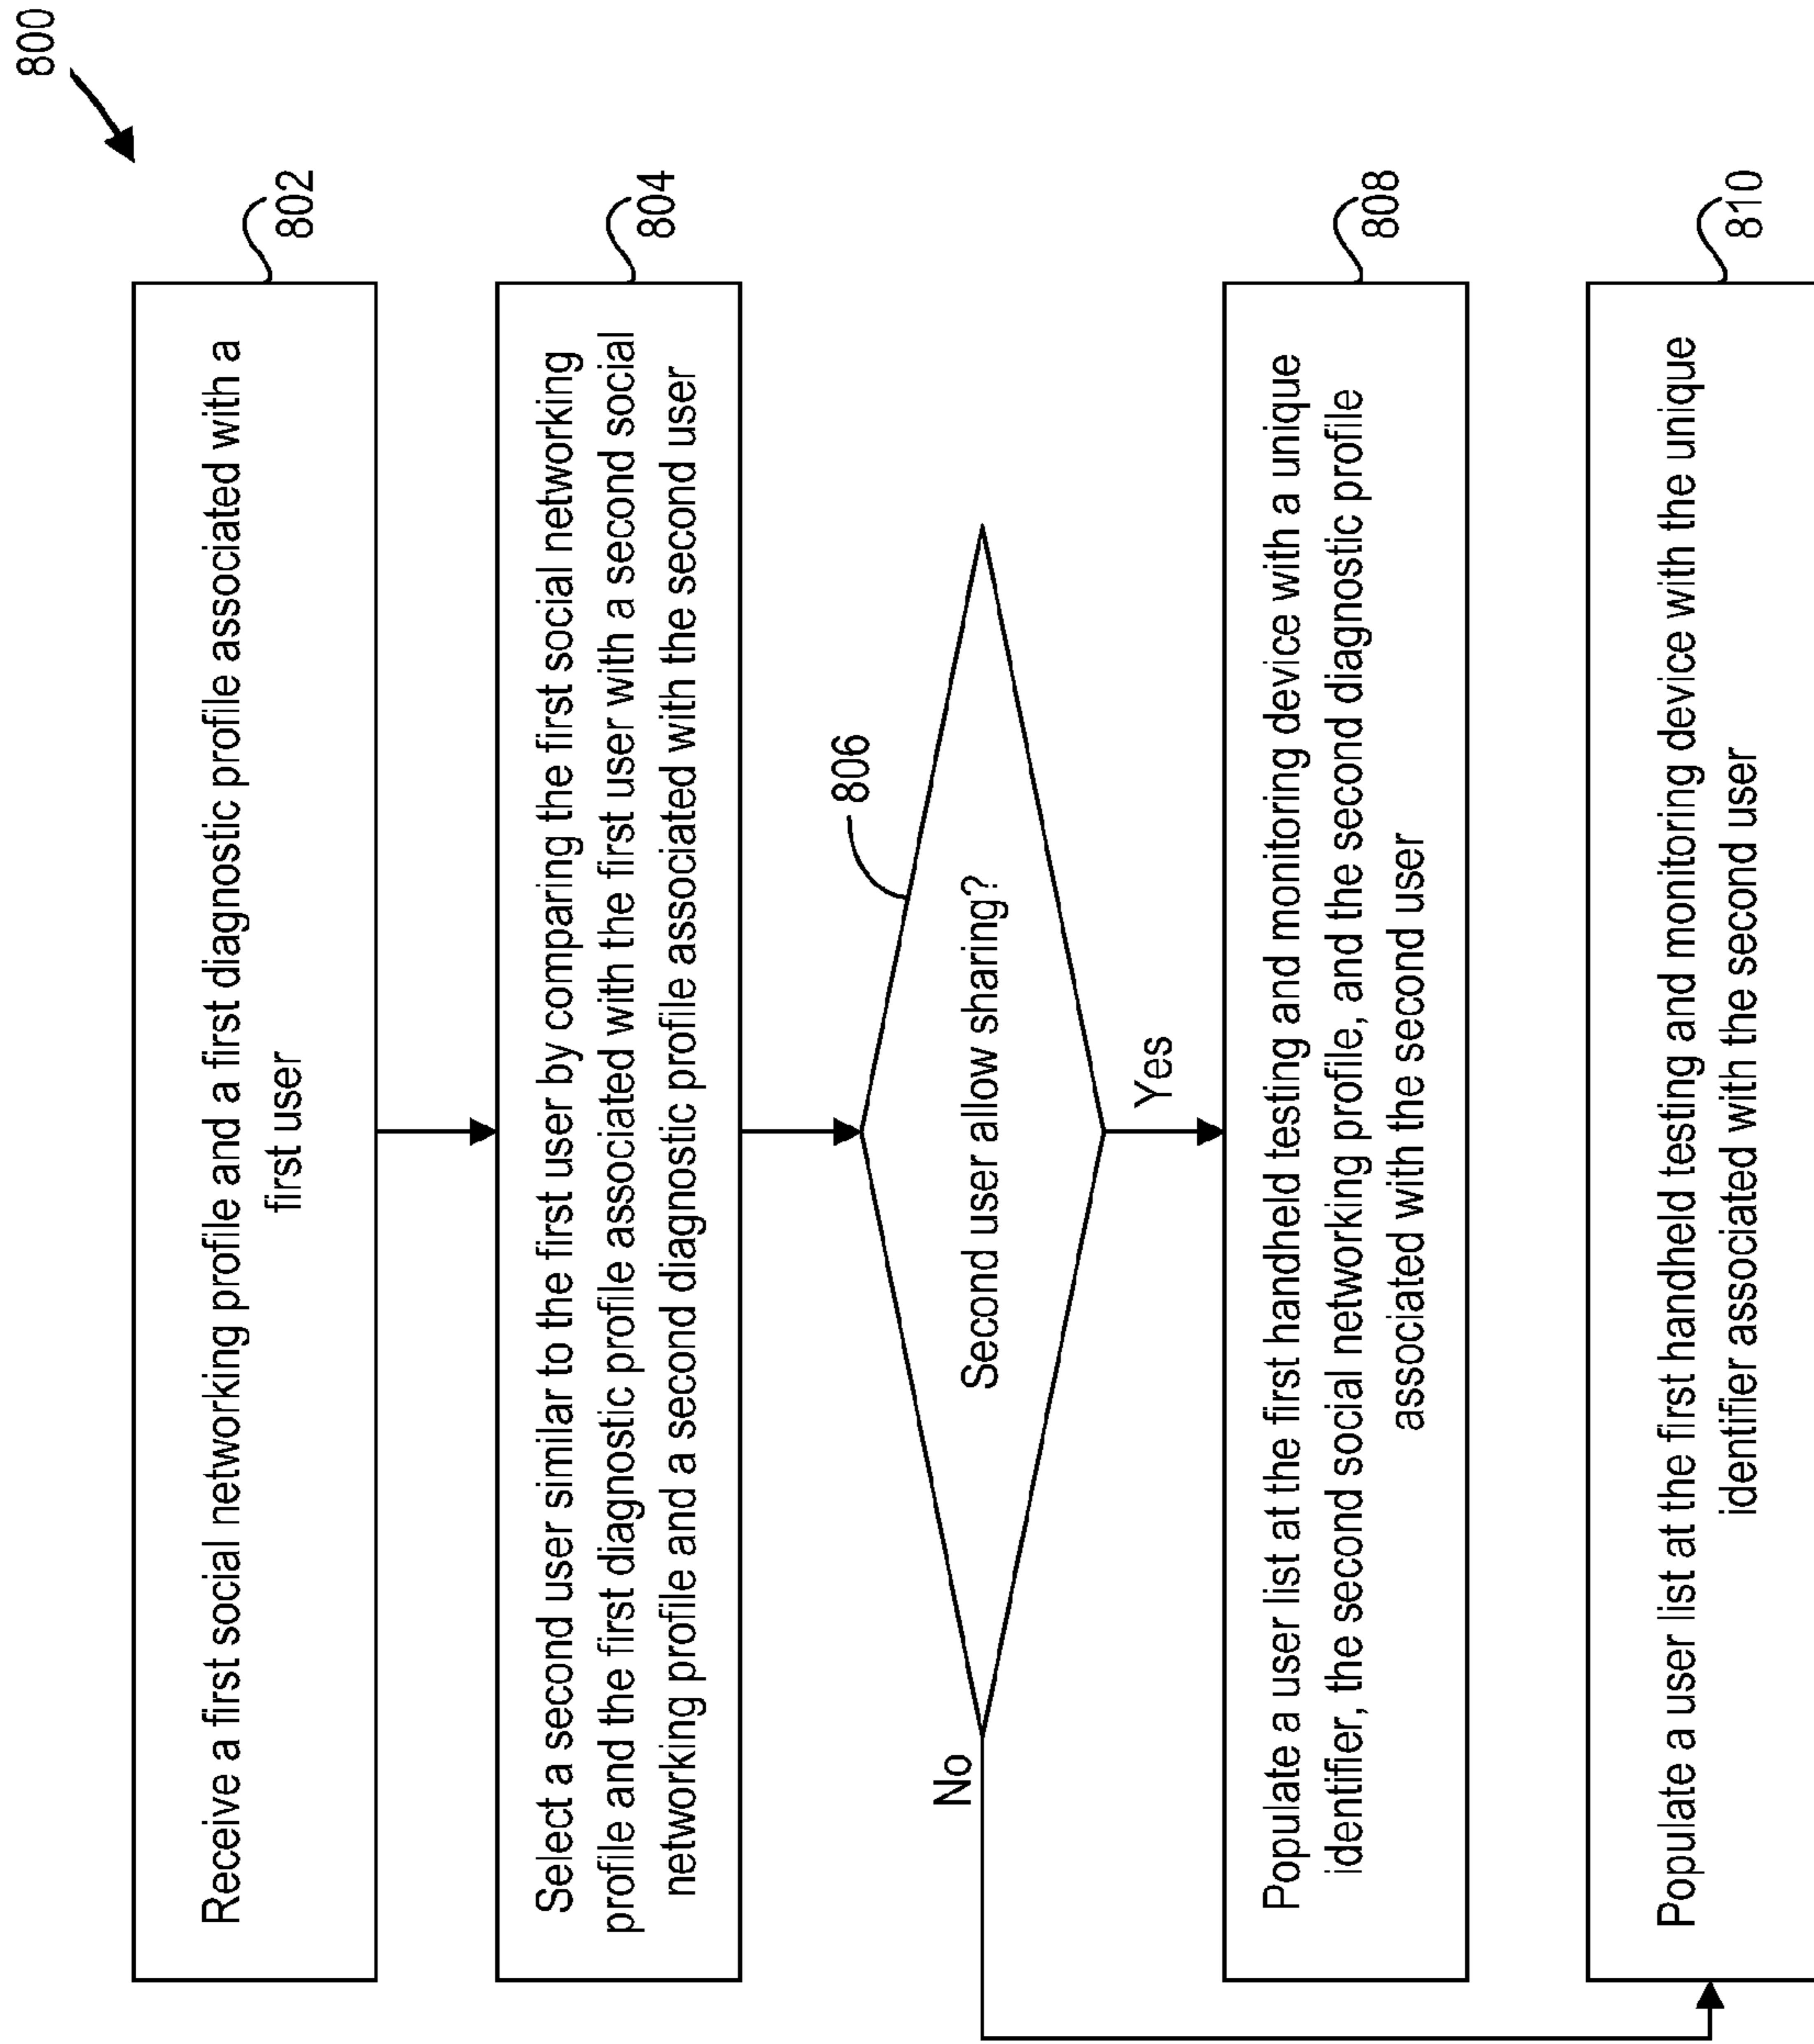 800
Receive a first social networking profile and a first diagnostic profile associated with a
first user
802
Select a second user similar to the first user by comparing the first social networking
profile and the first diagnostic profile associated with the first user with a second social
networking profile and a second diagnostic profile associated with the second user
804
806
Second user allow sharing?
No
Yes
Populate a user list at the first handheld testing and monitoring device with a unique
identifier, the second social networking profile, and the second diagnostic profile
associated with the second user
808
Populate a user list at the first handheld testing and monitoring device with the unique
identifier associated with the second user
810